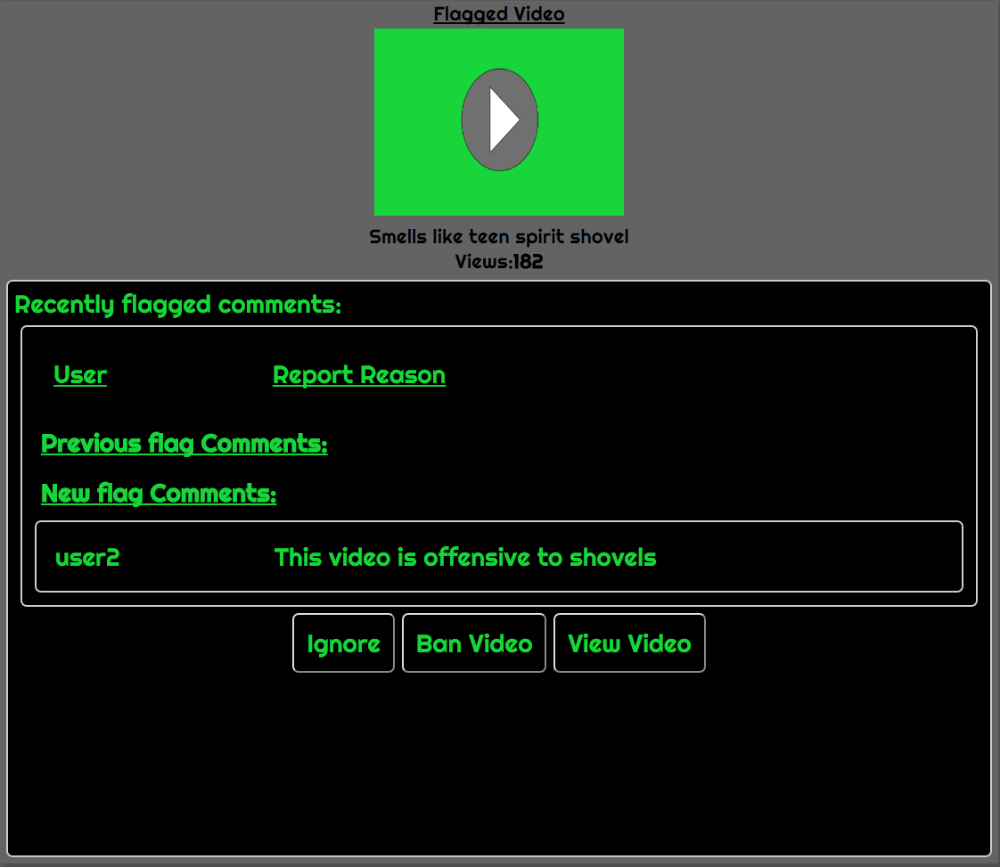 Flagged Video
Smells like teen spirit shovel
Views:182
Recently flagged comments:
User Report Reason
Previous flag Comments:
New flag Comments:
user2 This video is offensive to shovels
Ignore Ban Video View Video